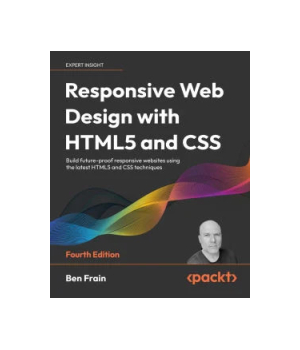 EXPERT INSIGHT
Responsive Web
Design with
HTML5 and CSS
Build future-proof responsive websites using
the latest HTML5 and CSS techniques
Fourth Edition
Ben Frain
<packt>